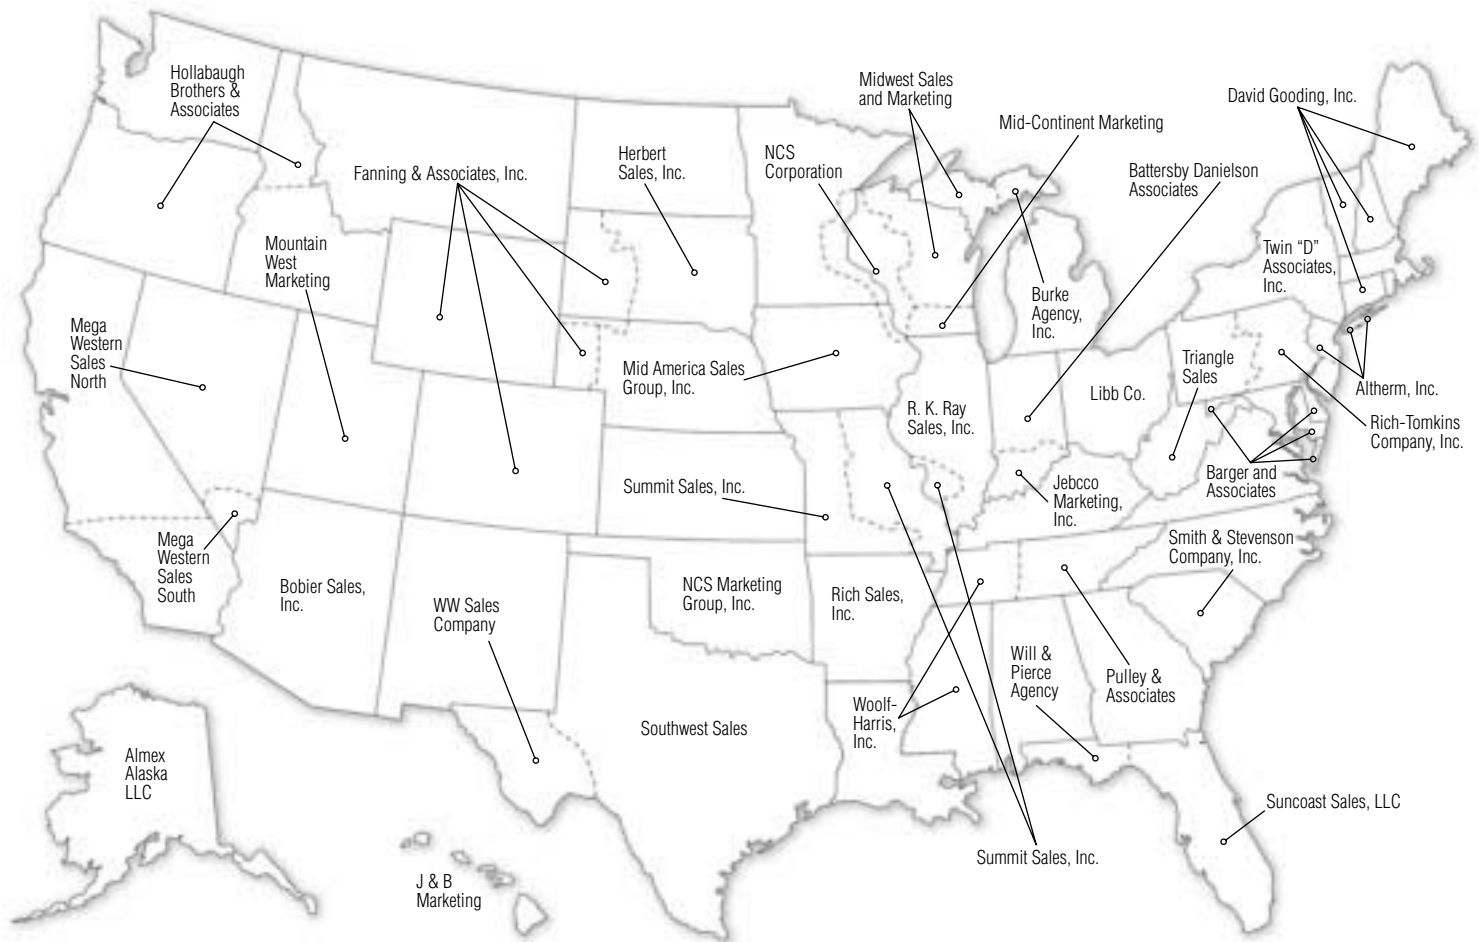 Hollabaugh
Brothers &
Associates
Fanning & Associates, Inc.
Herbert
Sales, Inc.
NCS
Corporation
Midwest Sales
and Marketing
Mid-Continent Marketing
David Gooding, Inc.
Battersby Danielson
Associates
Mountain
West
Marketing
Mega
Western
Sales
North
Burke
Agency,
Inc.
Twin “D”
Associates,
Inc.
Mid America Sales
Group, Inc.
R. K. Ray
Sales, Inc.
Libb Co.
Triangle
Sales
Altherm, Inc.
Rich-Tomkins
Company, Inc.
Summit Sales, Inc.
Jebcco
Marketing,
Inc.
Barger and
Associates
Mega
Western
Sales
South
Bobier Sales,
Inc.
WW Sales
Company
NCS Marketing
Group, Inc.
Rich Sales,
Inc.
Smith & Stevenson
Company, Inc.
Will &
Pierce
Agency
Pulley &
Associates
Woolf-
Harris,
Inc.
Southwest Sales
Almex
Alaska
LLC
J & B
Marketing
Summit Sales, Inc.
Suncoast Sales, LLC